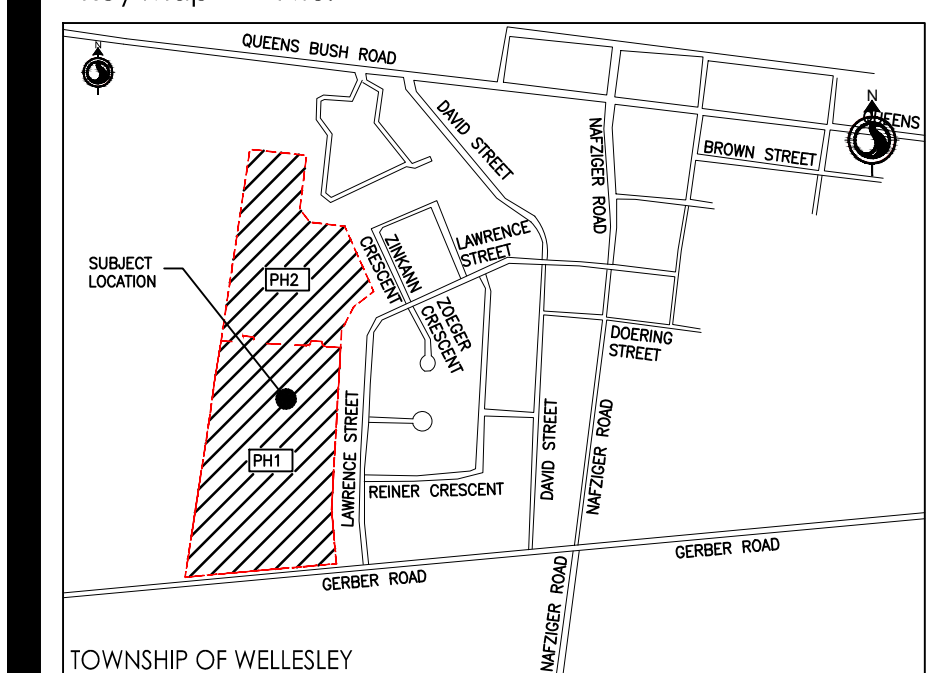 QUEENS BUSH ROAD
N
N
QUEENS
DAVID STREET
NAFZIGER ROAD
BROWN STREET
LAWRENCE
STREET
ZINKANN
CRESCENT
SUBJECT
LOCATION
PH2
ZOEGER
CRESCENT
DOERING
STREET
LAWRENCE STREET
PH1
REINER CRESCENT
DAVID STREET
NAFZIGER ROAD
GERBER ROAD
GERBER ROAD
NAFZIGER ROAD
TOWNSHIP OF WELLESLEY